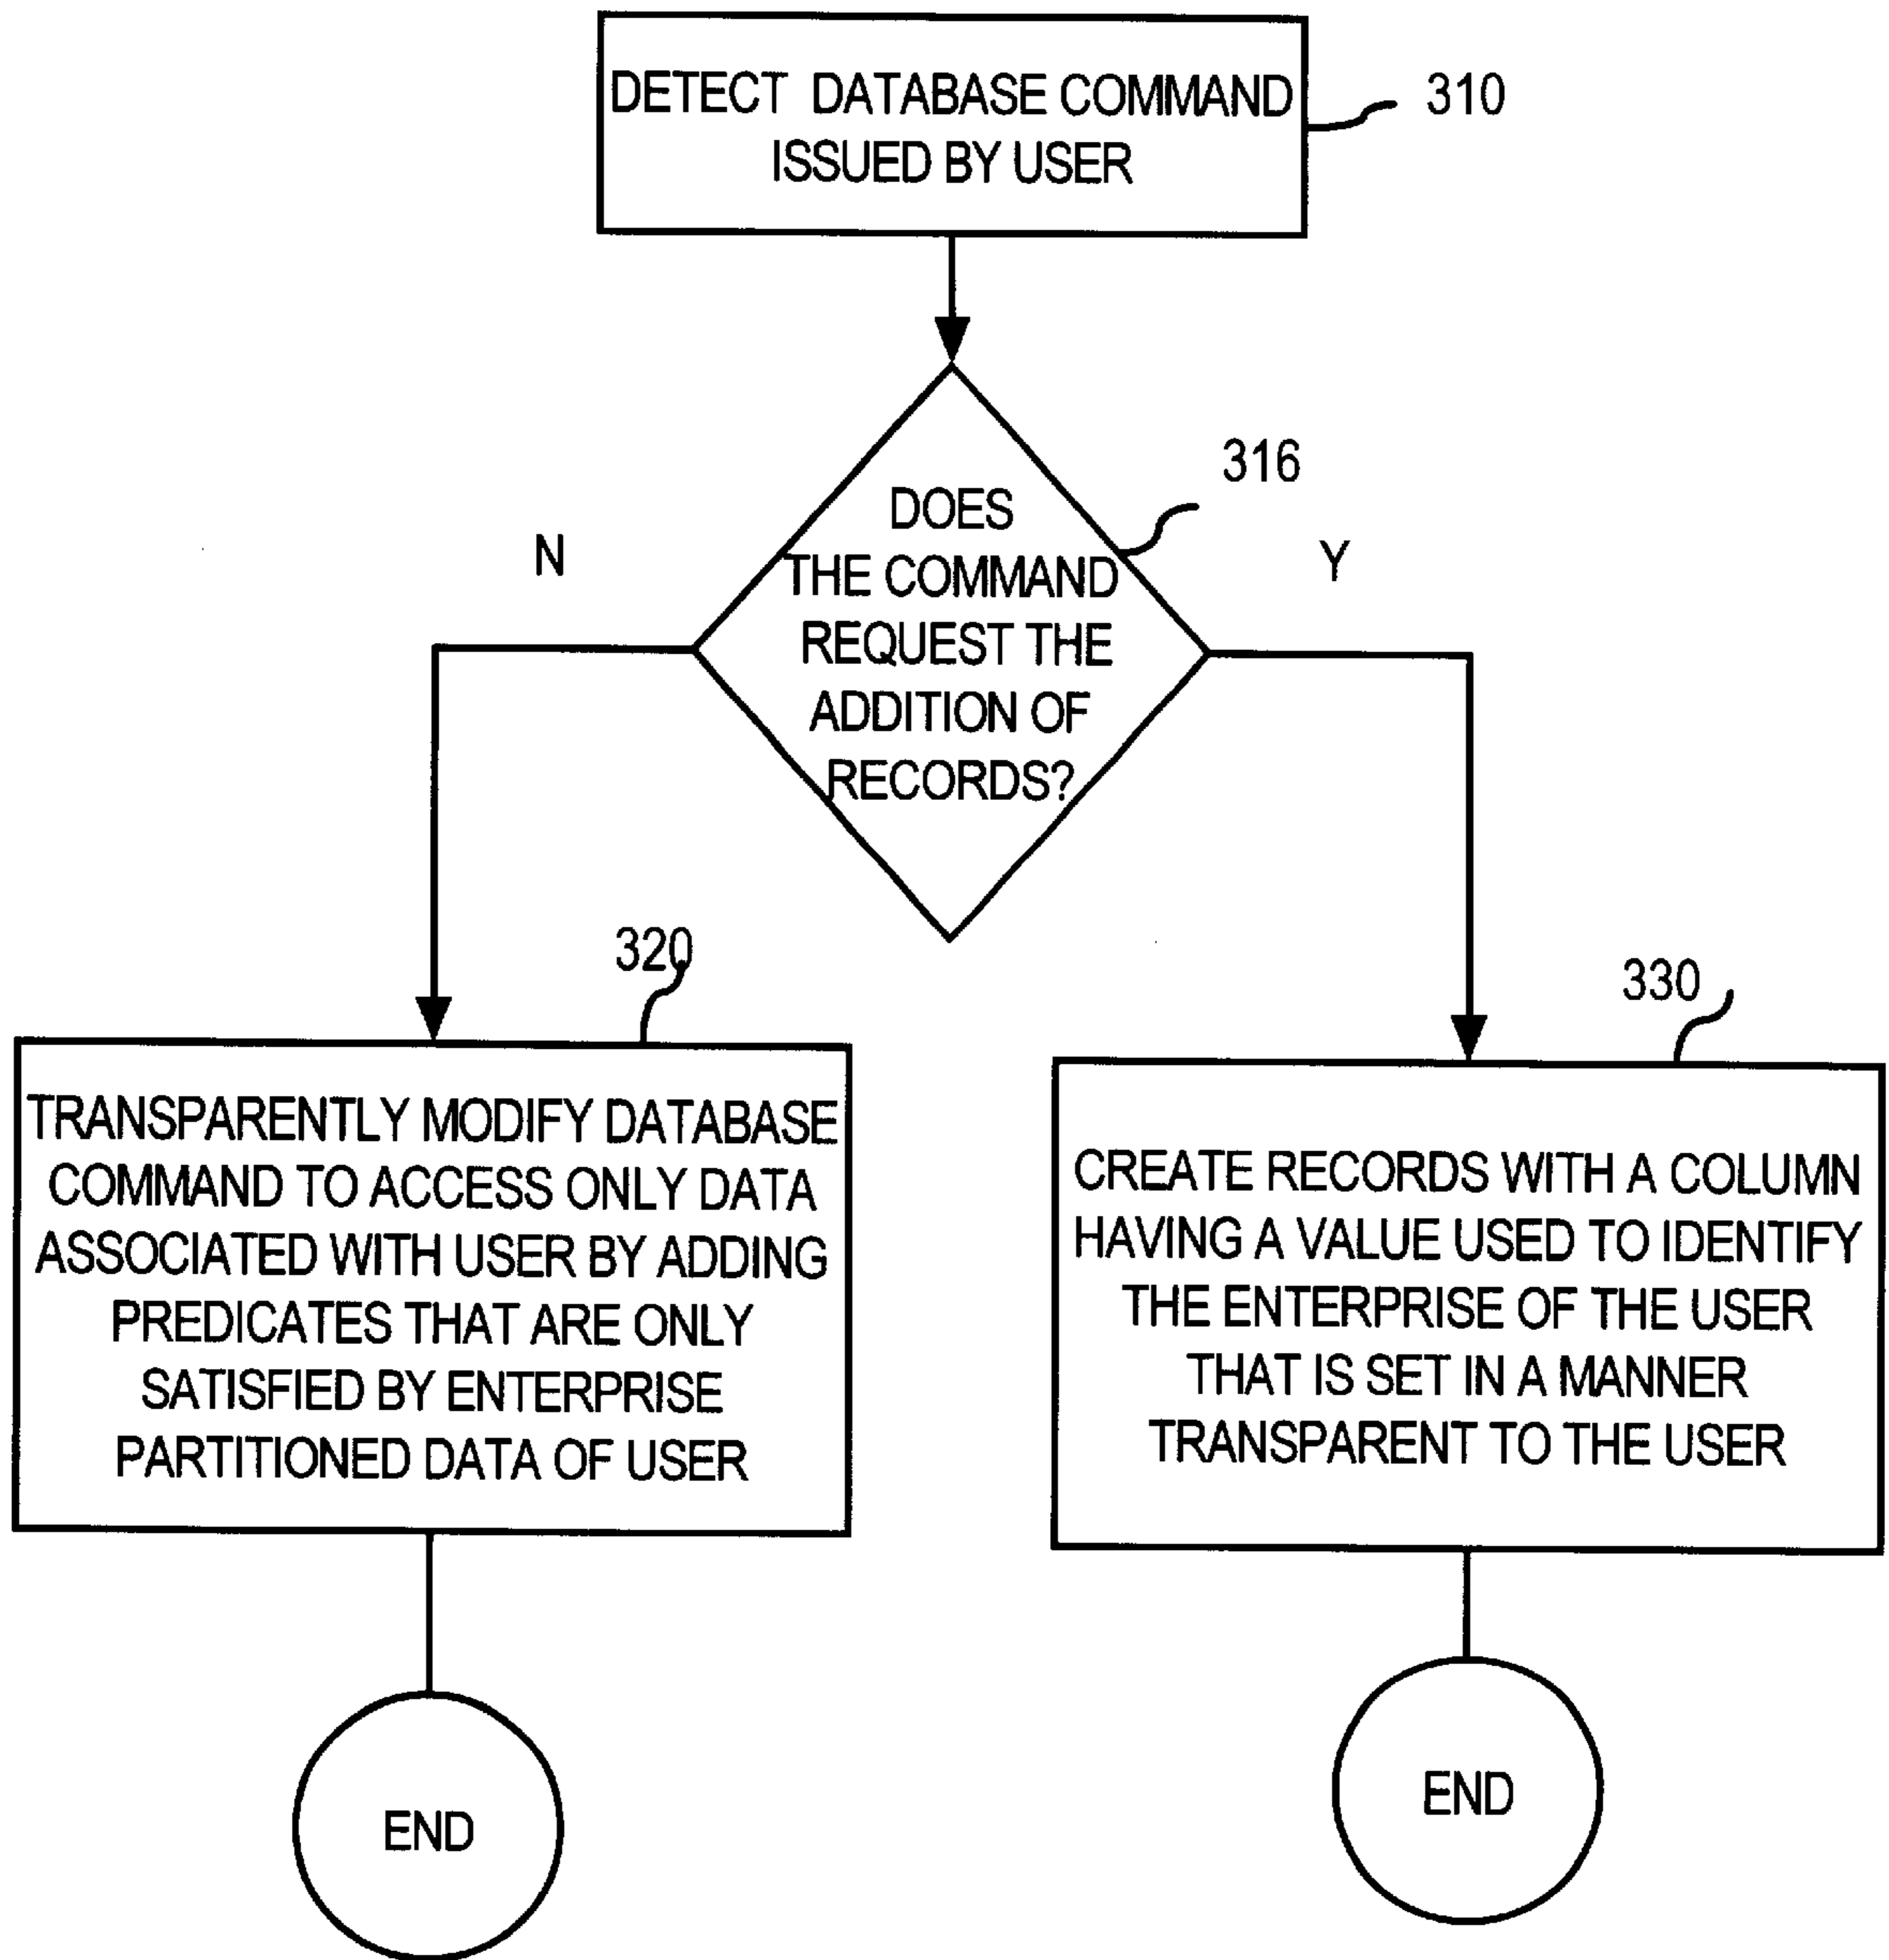 DETECT DATABASE COMMAND
ISSUED BY USER
310
316
DOES
THE COMMAND
REQUEST THE
ADDITION OF
RECORDS?
N
Y
320
TRANSPARENTLY MODIFY DATABASE
COMMAND TO ACCESS ONLY DATA
ASSOCIATED WITH USER BY ADDING
PREDICATES THAT ARE ONLY
SATISFIED BY ENTERPRISE
PARTITIONED DATA OF USER
330
CREATE RECORDS WITH A COLUMN
HAVING A VALUE USED TO IDENTIFY
THE ENTERPRISE OF THE USER
THAT IS SET IN A MANNER
TRANSPARENT TO THE USER
END
END